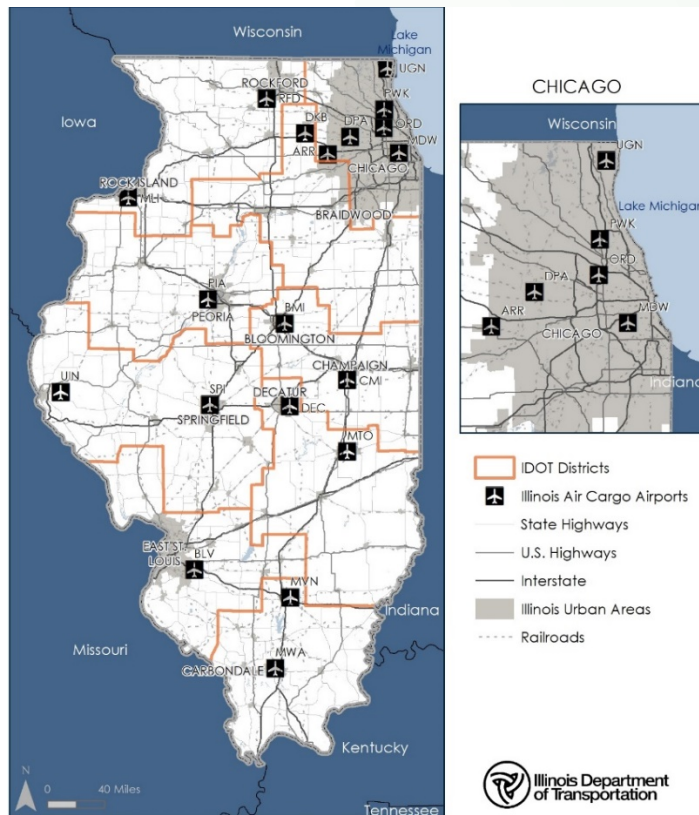 Wisconsin
Lake
Michigan
UGN
ROCKFORD
RFD
PWK
DKB
DPA
ORD
MDW
ARR
CHICAGO
Iowa
ROCK ISLAND
MLI
BRAIDWOOD
PIA
PEORIA
BMI
BLOOMINGTON
UIN
CHAMPAIGN
CMI
SPI
SPRINGFIELD
DECATUR
DEC
MTO
EAST ST.
LOUIS
BLV
MVN
Indiana
Missouri
MWA
CARBONDALE
Kentucky
N
0 40 Miles
Tennessee
CHICAGO
Wisconsin
UGN
Lake Michigan
PWK
ORD
DPA
ARR
MDW
CHICAGO
Indiana
IDOT Districts
Illinois Air Cargo Airports
State Highways
U.S. Highways
Interstate
Illinois Urban Areas
Railroads
Illinois Department
of Transportation